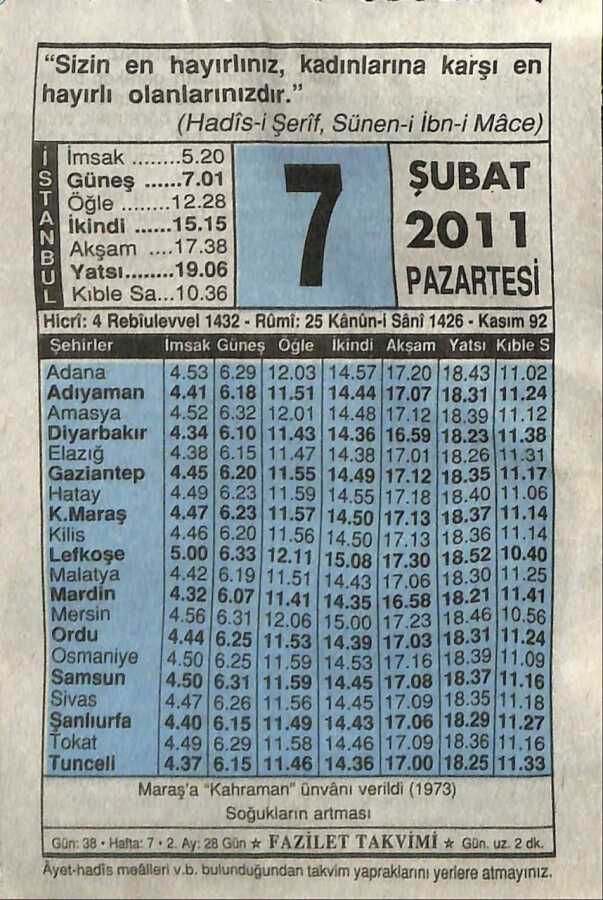 “Sizin en hayırlınız, kadınlarına karşı en
hayırlı olanlarınızdır.”
(Hadîs-i Şerîf, Sünen-i İbn-i Mâce)
İSTANBUL
İmsak ........5.20
Güneş ......7.01
Öğle ........12.28
İkindi ......15.15
Akşam ....17.38
Yatsı........19.06
Kıble Sa...10.36
7
ŞUBAT
2011
PAZARTESİ
Hicrî: 4 Rebîulevvel 1432 - Rûmî: 25 Kânûn-i Sânî 1426 - Kasım 92
Şehirler İmsak Güneş Öğle İkindi Akşam Yatsı Kıble S
Adana 4.53 6.29 12.03 14.57 17.20 18.43 11.02
Adıyaman 4.41 6.18 11.51 14.44 17.07 18.31 11.24
Amasya 4.52 6.32 12.01 14.48 17.12 18.39 11.12
Diyarbakır 4.34 6.10 11.43 14.36 16.59 18.23 11.38
Elazığ 4.38 6.15 11.47 14.38 17.01 18.26 11.31
Gaziantep 4.45 6.20 11.55 14.49 17.12 18.35 11.17
Hatay 4.49 6.23 11.59 14.55 17.18 18.40 11.06
K.Maraş 4.47 6.23 11.57 14.50 17.13 18.37 11.14
Kilis 4.46 6.20 11.56 14.50 17.13 18.36 11.14
Lefkoşe 5.00 6.33 12.11 15.08 17.30 18.52 10.40
Malatya 4.42 6.19 11.51 14.43 17.06 18.30 11.25
Mardin 4.32 6.07 11.41 14.35 16.58 18.21 11.41
Mersin 4.56 6.31 12.06 15.00 17.23 18.46 10.56
Ordu 4.44 6.25 11.53 14.39 17.03 18.31 11.24
Osmaniye 4.50 6.25 11.59 14.53 17.16 18.39 11.09
Samsun 4.50 6.31 11.59 14.45 17.08 18.37 11.16
Sivas 4.47 6.26 11.56 14.45 17.09 18.35 11.18
Şanlıurfa 4.40 6.15 11.49 14.43 17.06 18.29 11.27
Tokat 4.49 6.29 11.58 14.46 17.09 18.36 11.16
Tunceli 4.37 6.15 11.46 14.36 17.00 18.25 11.33
Maraş'a “Kahraman” ünvânı verildi (1973)
Soğukların artması
Gün: 38 • Hafta: 7 • 2. Ay: 28 Gün ★ FAZİLET TAKVİMİ ★ Gün. uz. 2 dk.
Âyet-hadîs meâlleri v.b. bulunduğundan takvim yapraklarını yerlere atmayınız.